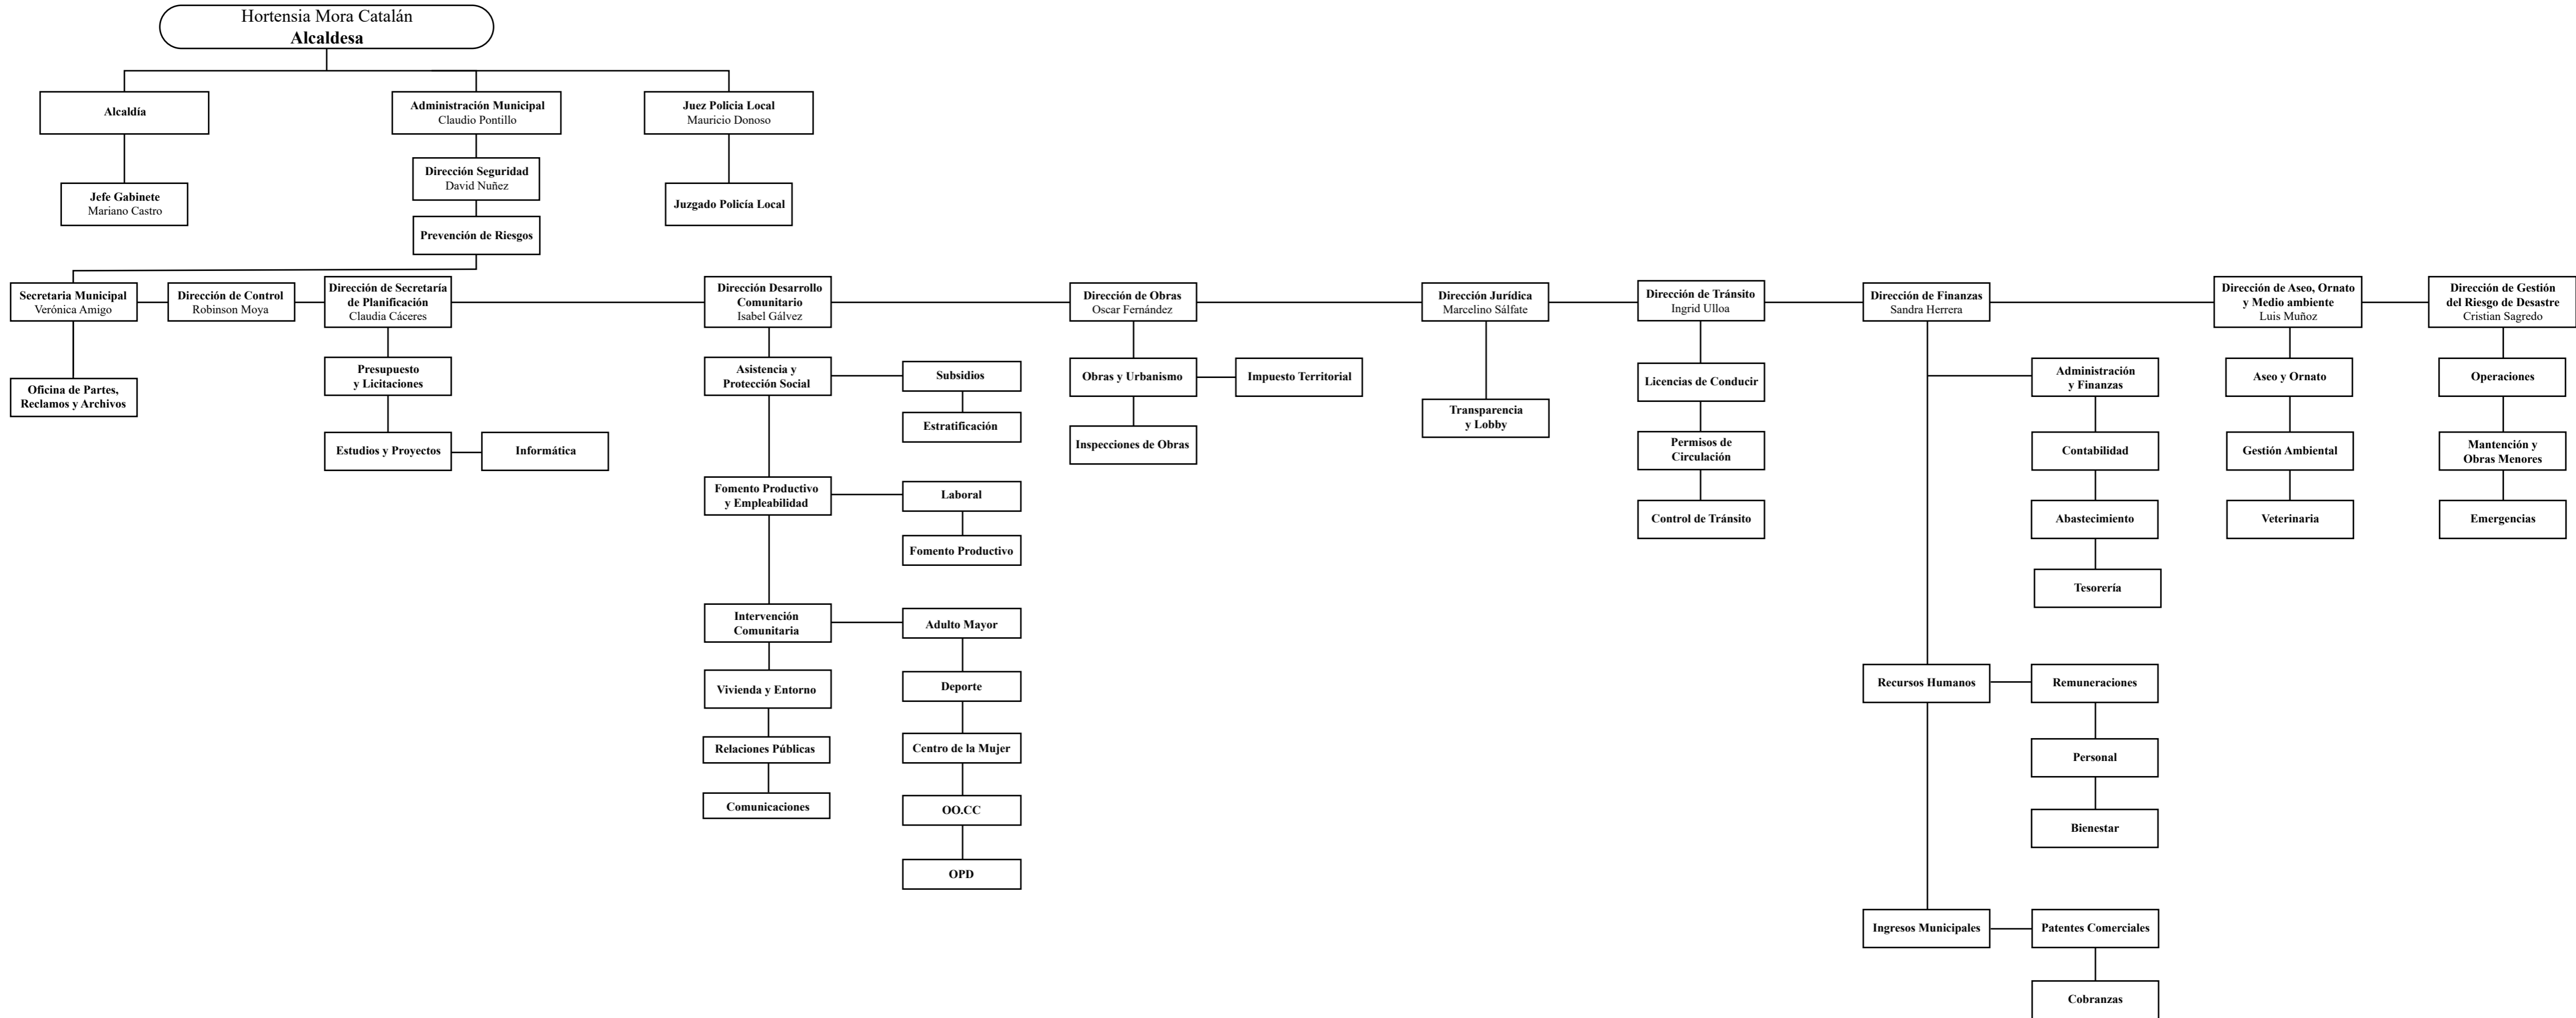 Hortensia Mora Catalán
Alcaldesa
Alcaldía
Administración Municipal
Claudio Pontillo
Juez Policia Local
Mauricio Donoso
Dirección Seguridad
David Nuñez
Jefe Gabinete
Mariano Castro
Juzgado Policía Local
Prevención de Riesgos
Secretaria Municipal
Verónica Amigo
Dirección de Control
Robinson Moya
Dirección de Secretaría
de Planificación
Claudia Cáceres
Dirección Desarrollo
Comunitario
Isabel Gálvez
Dirección de Obras
Oscar Fernández
Dirección Jurídica
Marcelino Sálfate
Dirección de Tránsito
Ingrid Ulloa
Dirección de Finanzas
Sandra Herrera
Dirección de Aseo, Ornato
y Medio ambiente
Luis Muñoz
Dirección de Gestión
del Riesgo de Desastre
Cristian Sagredo
Oficina de Partes,
Reclamos y Archivos
Presupuesto
y Licitaciones
Estudios y Proyectos
Informática
Asistencia y
Protección Social
Subsidios
Estratificación
Fomento Productivo
y Empleabilidad
Laboral
Fomento Productivo
Intervención
Comunitaria
Adulto Mayor
Vivienda y Entorno
Deporte
Relaciones Públicas
Centro de la Mujer
Comunicaciones
OO.CC
OPD
Obras y Urbanismo
Impuesto Territorial
Inspecciones de Obras
Transparencia
y Lobby
Licencias de Conducir
Permisos de
Circulación
Control de Tránsito
Administración
y Finanzas
Contabilidad
Abastecimiento
Tesorería
Recursos Humanos
Remuneraciones
Personal
Bienestar
Ingresos Municipales
Patentes Comerciales
Cobranzas
Aseo y Ornato
Gestión Ambiental
Veterinaria
Operaciones
Mantención y
Obras Menores
Emergencias